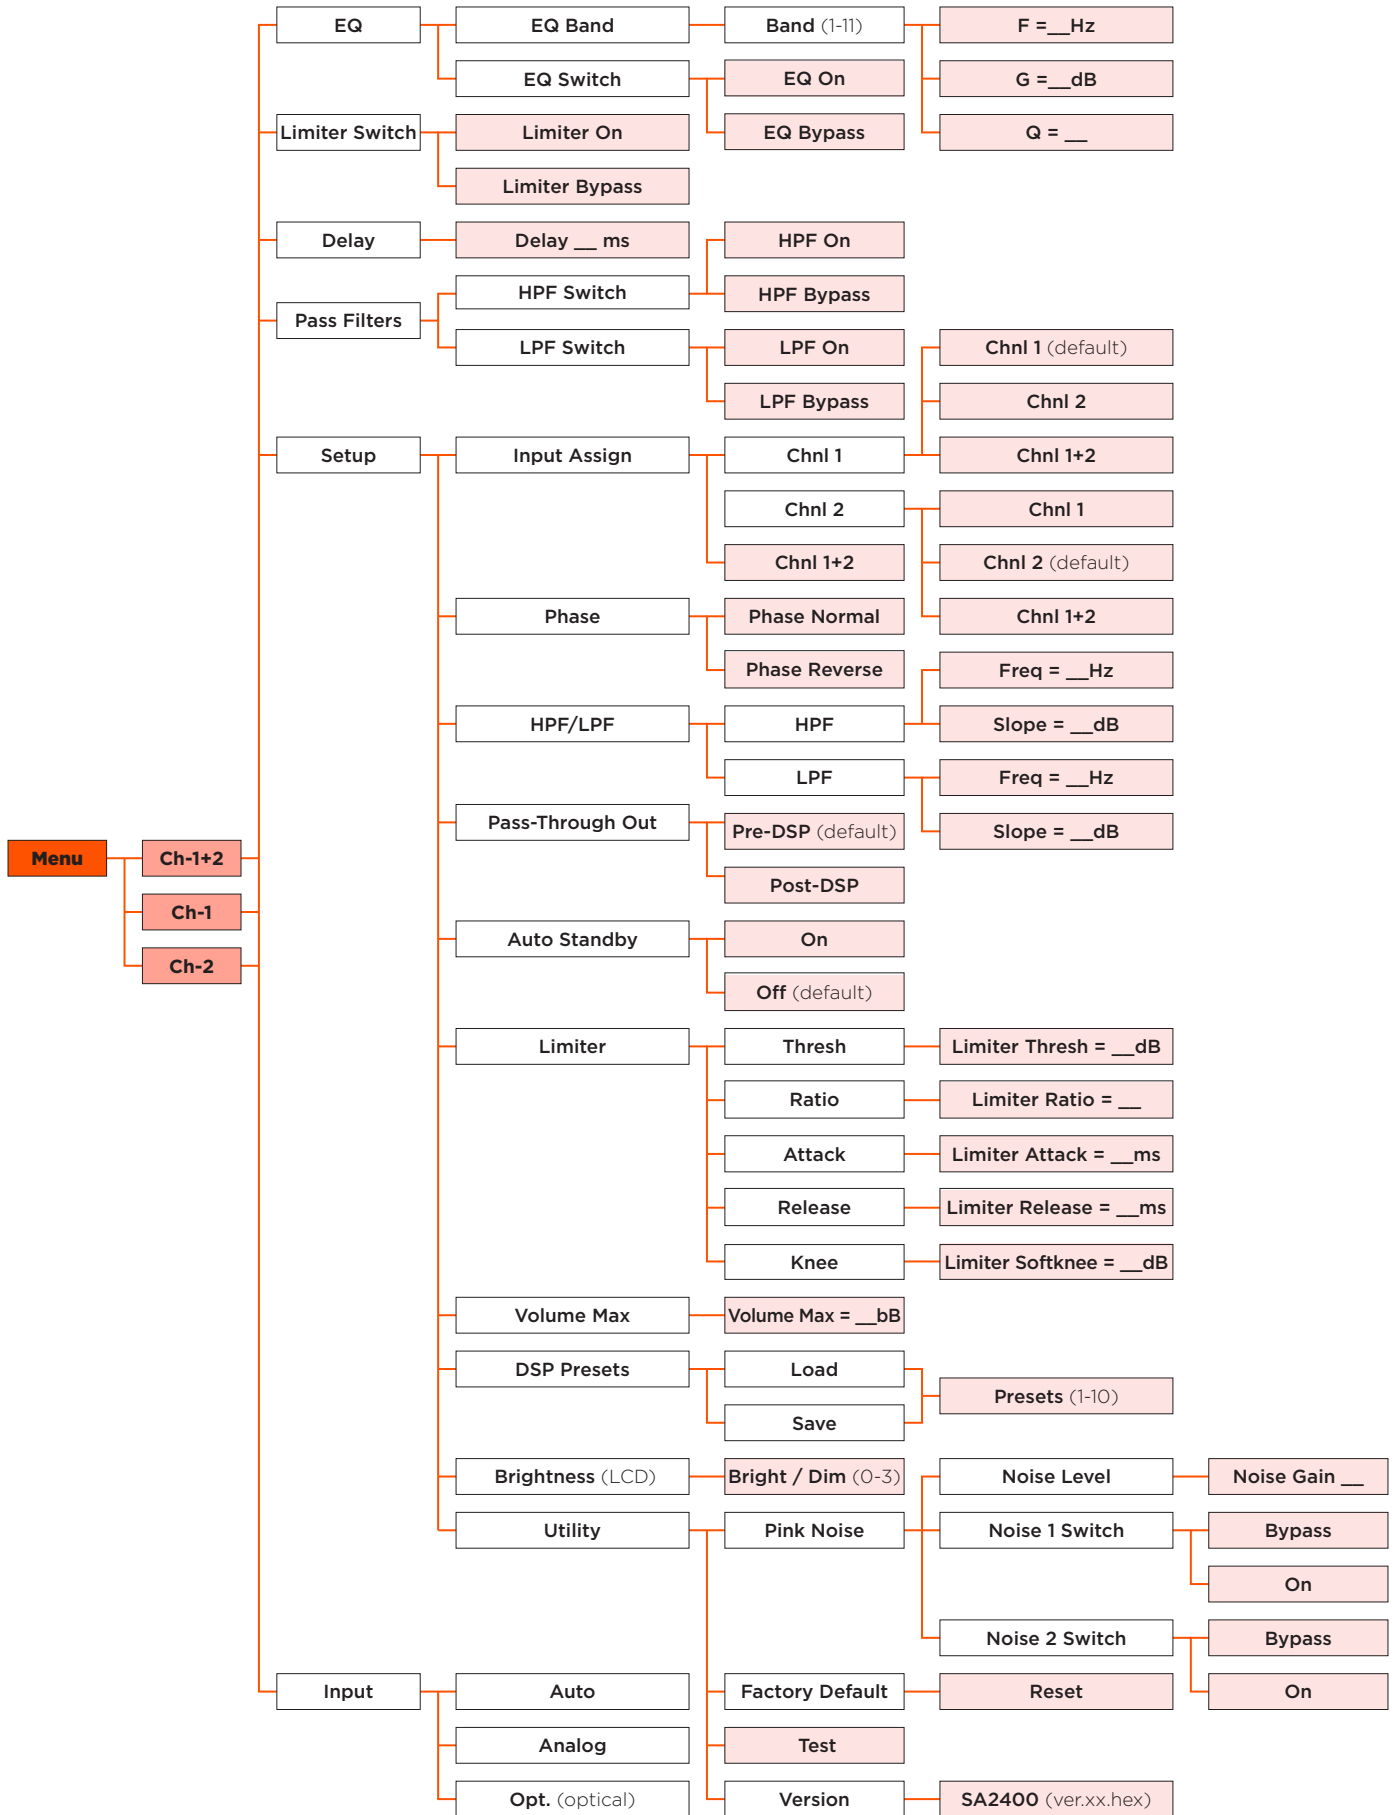 EQ
EQ Band
Band (1-11)
F =__Hz
EQ Switch
EQ On
G =__dB
Limiter Switch
Limiter On
EQ Bypass
Q = __
Limiter Bypass
Delay
Delay __ ms
HPF On
Pass Filters
HPF Switch
HPF Bypass
LPF Switch
LPF On
Chnl 1 (default)
LPF Bypass
Chnl 2
Setup
Input Assign
Chnl 1
Chnl 1+2
Chnl 2
Chnl 1
Chnl 1+2
Chnl 2 (default)
Phase
Phase Normal
Chnl 1+2
Phase Reverse
Freq = __Hz
HPF/LPF
HPF
Slope = __dB
LPF
Freq = __Hz
Pass-Through Out
Pre-DSP (default)
Slope = __dB
Menu
Ch-1+2
Post-DSP
Ch-1
Auto Standby
On
Ch-2
Off (default)
Limiter
Thresh
Limiter Thresh = __dB
Ratio
Limiter Ratio = __
Attack
Limiter Attack = __ms
Release
Limiter Release = __ms
Knee
Limiter Softknee = __dB
Volume Max
Volume Max = __bB
DSP Presets
Load
Presets (1-10)
Save
Brightness (LCD)
Bright / Dim (0-3)
Noise Level
Noise Gain __
Utility
Pink Noise
Noise 1 Switch
Bypass
On
Noise 2 Switch
Bypass
Input
Auto
Factory Default
Reset
On
Analog
Test
Opt. (optical)
Version
SA2400 (ver.xx.hex)